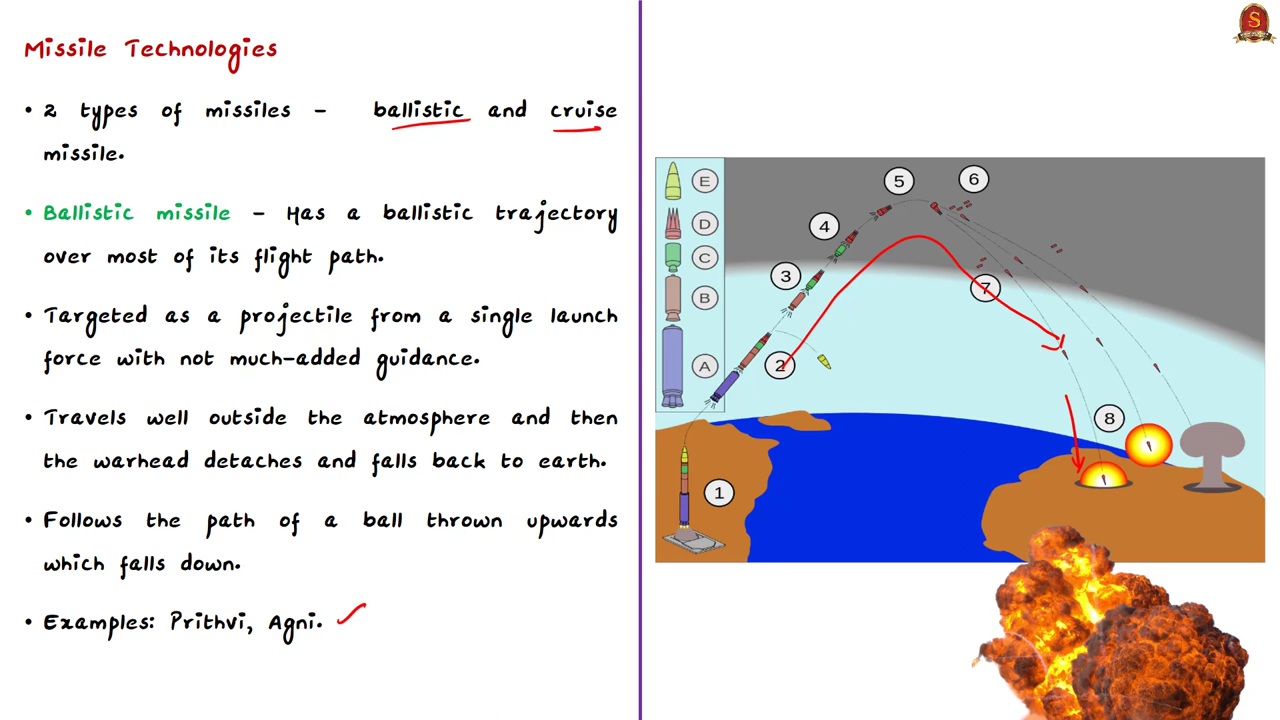 Missile Technologies
• 2 types of missiles - ballistic and cruise
missile.
• Ballistic missile - Has a ballistic trajectory
over most of its flight path.
• Targeted as a projectile from a single launch
force with not much-added guidance.
• Travels well outside the atmosphere and then
the warhead detaches and falls back to earth.
• Follows the path of a ball thrown upwards
which falls down.
• Examples: Prithvi, Agni.
S
E
D
C
B
A
1
2
3
4
5
6
7
8